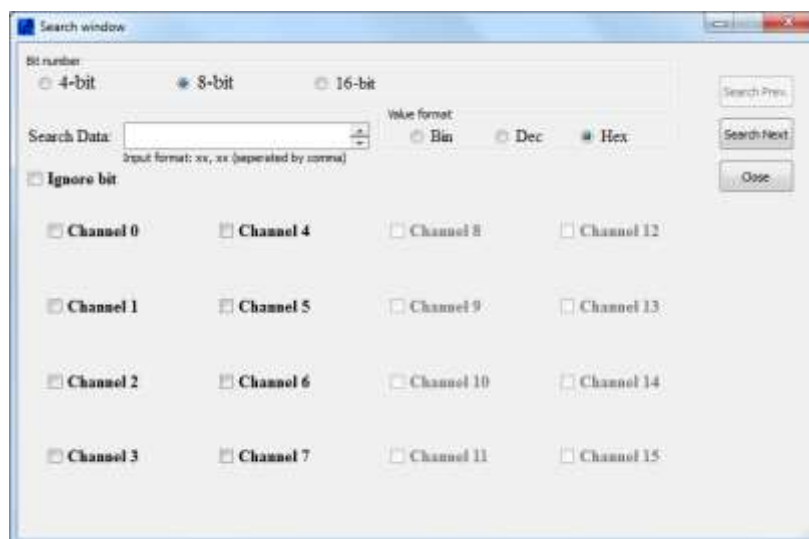 Search window
Bit number
4-bit 8-bit 16-bit
Search Prev.
Value format
Search Data: Bin Dec Hex Search Next
Input format: xx, xx (seperated by comma)
Ignore bit Close
Channel 0 Channel 4 Channel 8 Channel 12
Channel 1 Channel 5 Channel 9 Channel 13
Channel 2 Channel 6 Channel 10 Channel 14
Channel 3 Channel 7 Channel 11 Channel 15